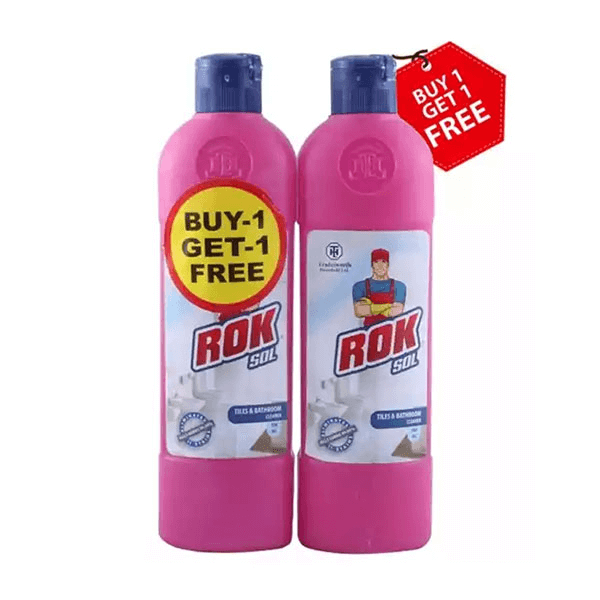 BUY 1
GET 1
FREE
BUY-1
GET-1
FREE
ROK
SOL
TILES & BATHROOM
CLEANER
ROK
SOL
TILES & BATHROOM
CLEANER